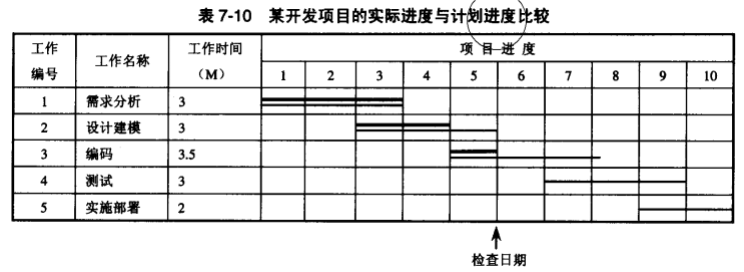 表 7-10 某开发项目的实际进度与计划进度比较
工作编号 工作名称 工作时间（M） 项 目 进 度
1 2 3 4 5 6 7 8 9 10
1 需求分析 3
2 设计建模 3
3 编码 3.5
4 测试 3
5 实施部署 2
检查日期